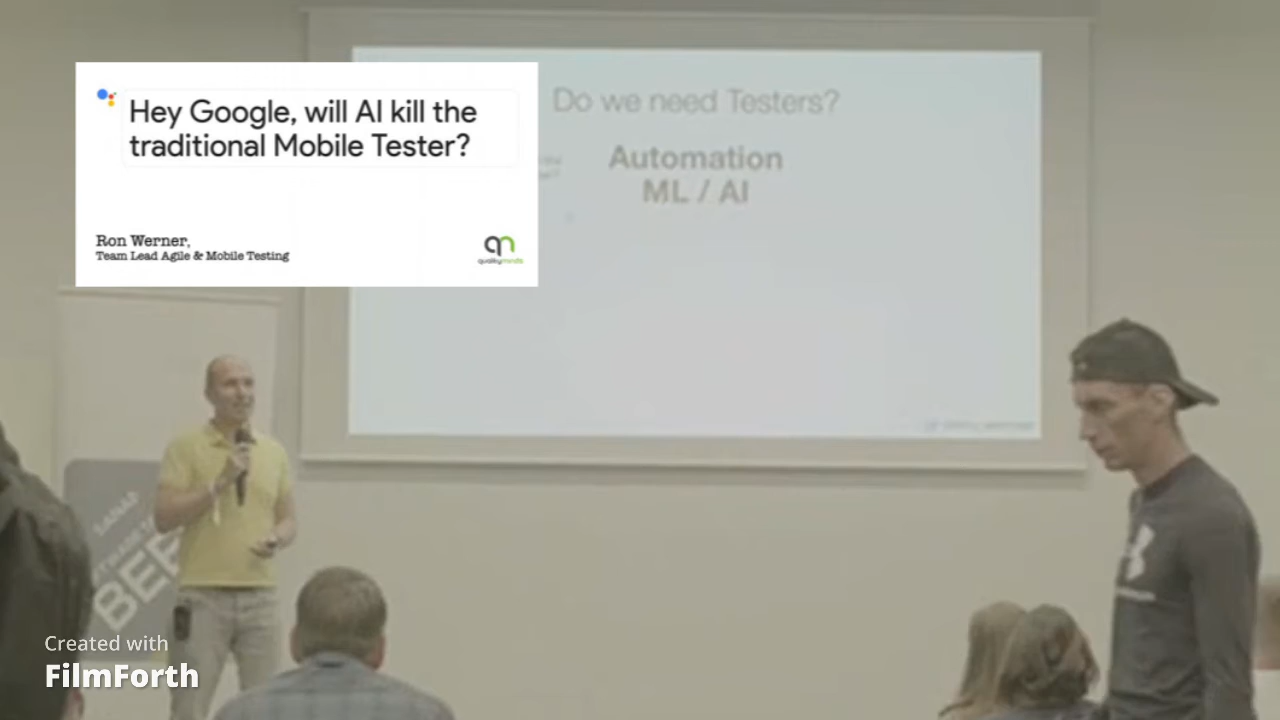 Hey Google, will AI kill the
traditional Mobile Tester?
Ron Werner,
Team Lead Agile & Mobile Testing
qualityminds
Do we need Testers?
Automation
ML / AI
Created with
FilmForth